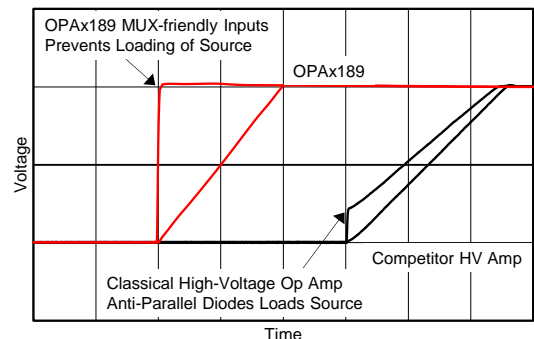 OPAx189 MUX-friendly Inputs
Prevents Loading of Source
OPAx189
Voltage
Competitor HV Amp
Classical High-Voltage Op Amp
Anti-Parallel Diodes Loads Source
Time